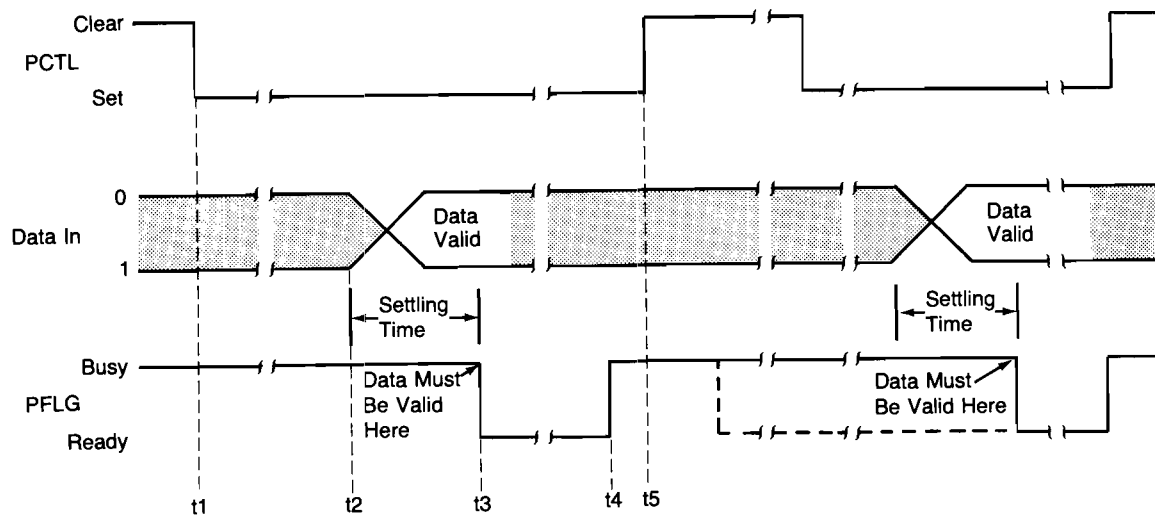 Clear
PCTL
Set
0
Data In
1
Data
Valid
Data
Valid
Settling
Time
Settling
Time
Busy
PFLG
Ready
Data Must
Be Valid
Here
Data Must
Be Valid Here
t1
t2
t3
t4
t5